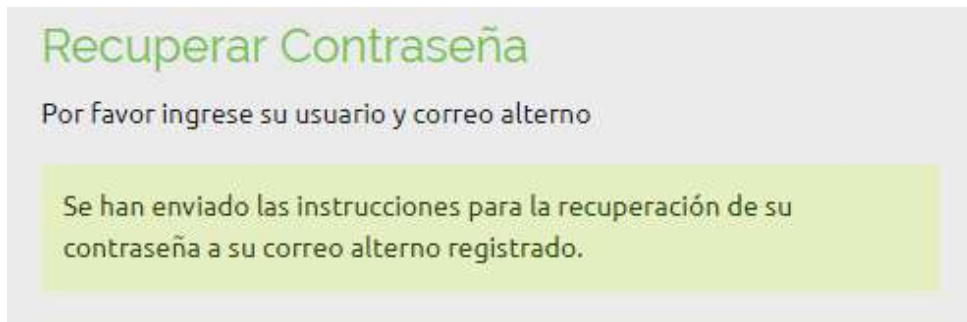 Recuperar Contraseña
Por favor ingrese su usuario y correo alterno
Se han enviado las instrucciones para la recuperación de su
contraseña a su correo alterno registrado.